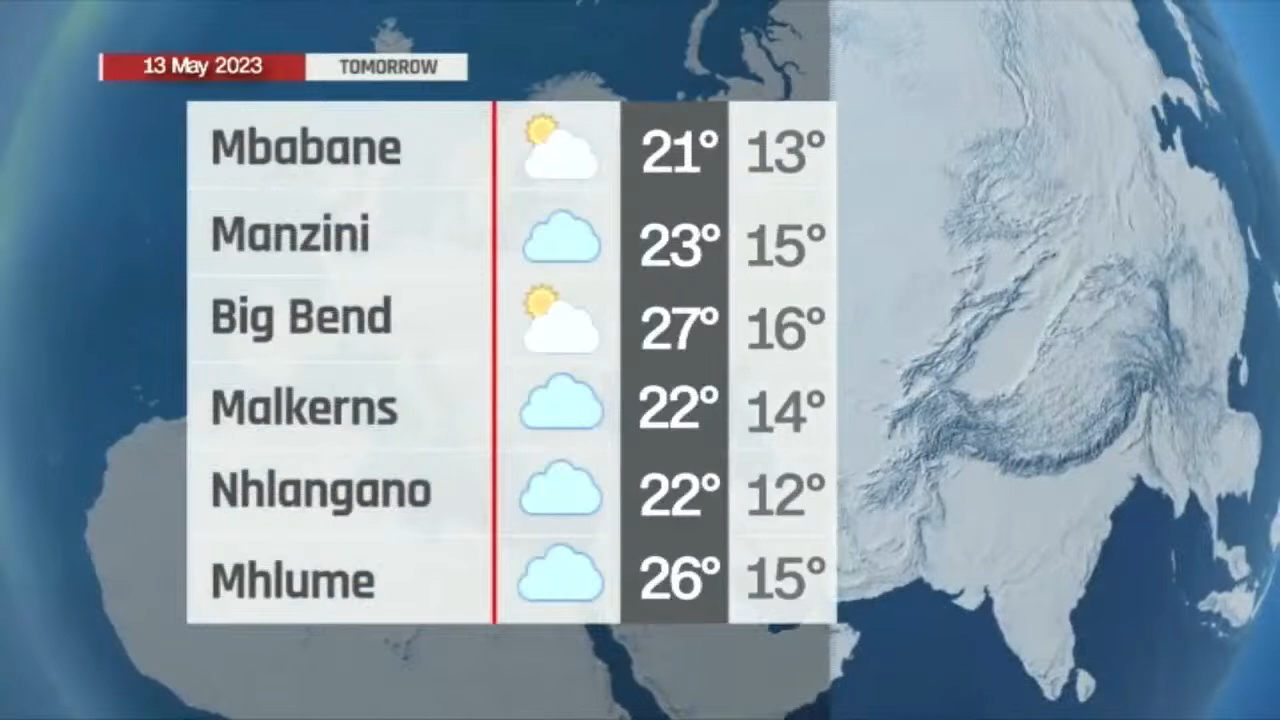 13 May 2023 TOMORROW
Mbabane 21° 13°
Manzini 23° 15°
Big Bend 27° 16°
Malkerns 22° 14°
Nhlangano 22° 12°
Mhlume 26° 15°